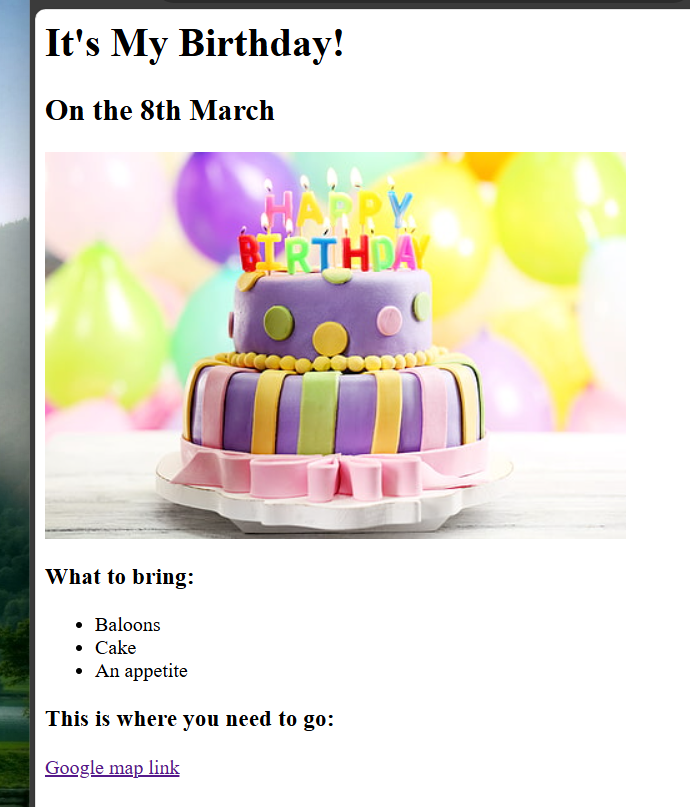 It's My Birthday!
On the 8th March
HAPPY
BIRTHDAY
What to bring:
Baloons
Cake
An appetite
This is where you need to go:
Google map link